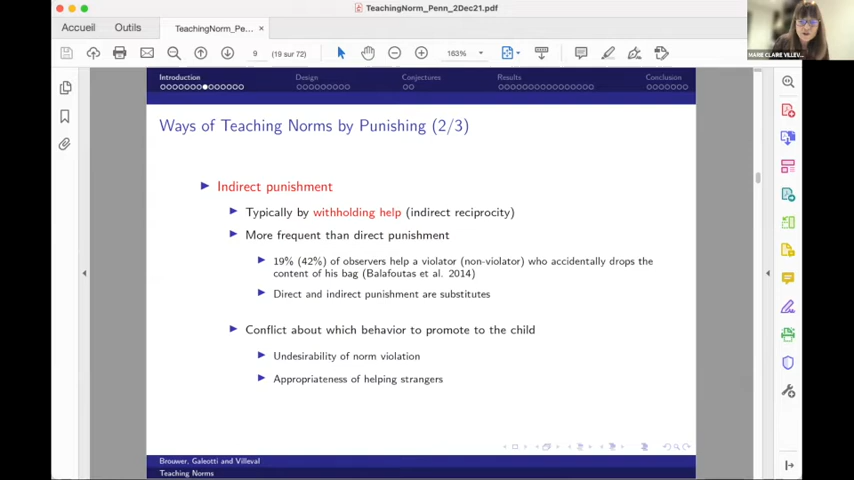 TeachingNorm_Penn_2Dec21.pdf
Accueil
Outils
TeachingNorm_Pen... ×
9
(19 sur 72)
163%
MARIE CLAIRE VILLEV...
Introduction
Design
Conjectures
Results
Conclusion
Ways of Teaching Norms by Punishing (2/3)
Indirect punishment
Typically by withholding help (indirect reciprocity)
More frequent than direct punishment
19% (42%) of observers help a violator (non-violator) who accidentally drops the
content of his bag (Balafoutas et al. 2014)
Direct and indirect punishment are substitutes
Conflict about which behavior to promote to the child
Undesirability of norm violation
Appropriateness of helping strangers
Brouwer, Galeotti and Villeval
Teaching Norms